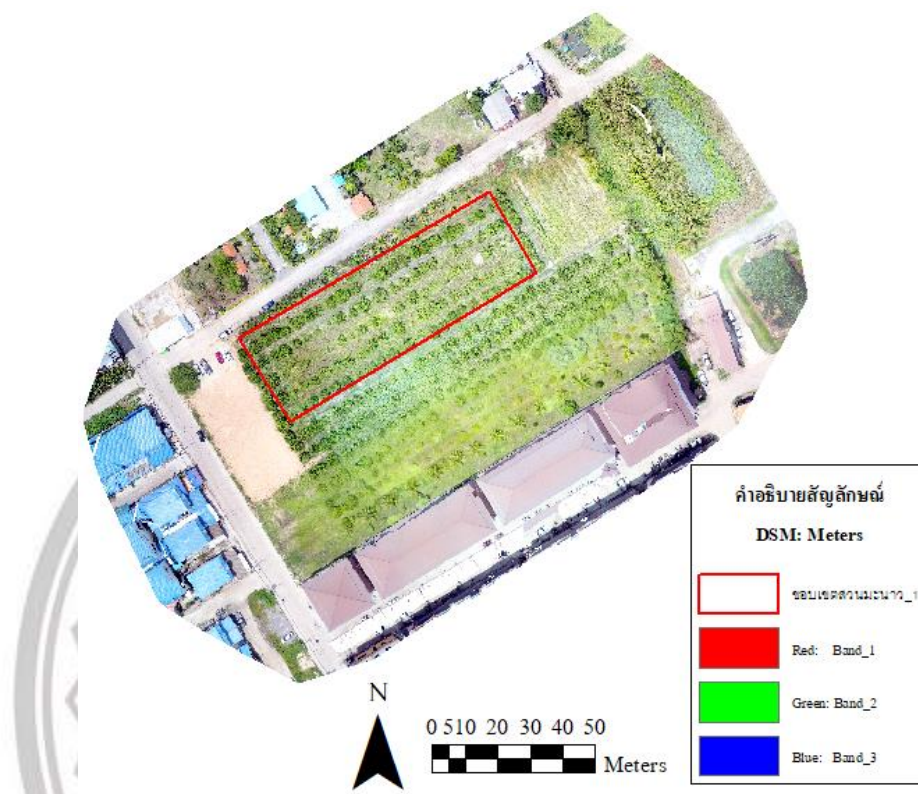 คำอธิบายสัญลักษณ์
DSM: Meters
ขอบเขตสวนมะนาว_1
Red: Band_1
Green: Band_2
Blue: Band_3
N
0 510 20 30 40 50
Meters